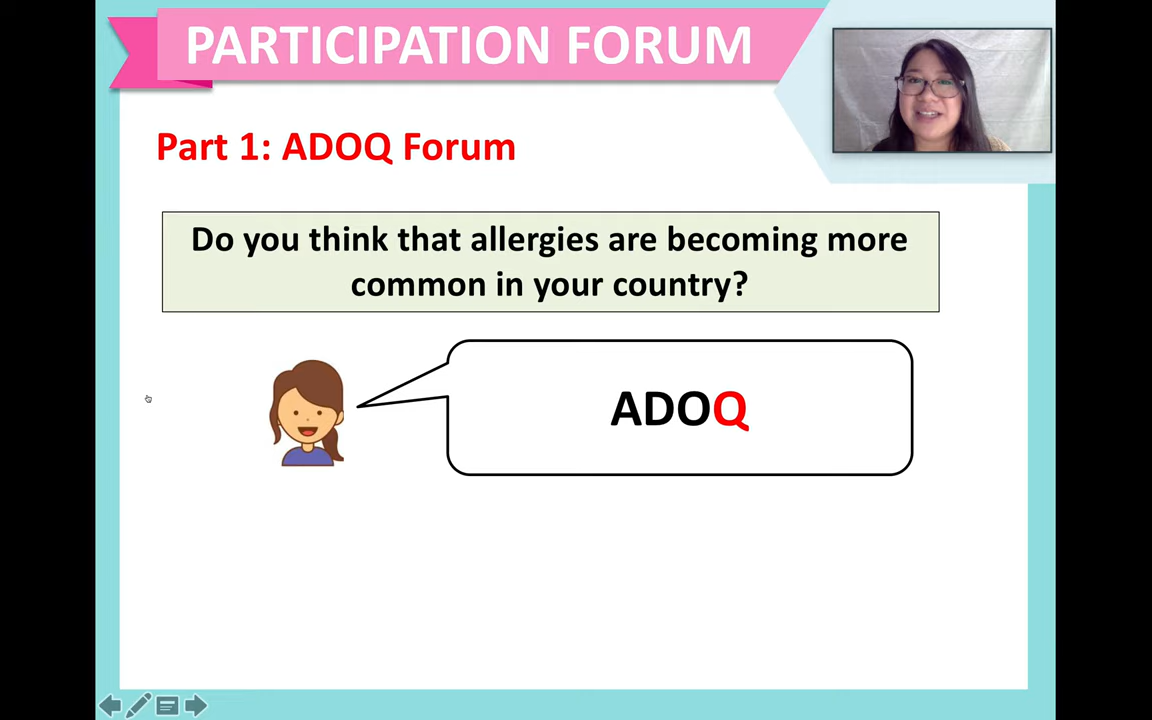 PARTICIPATION FORUM
Part 1: ADOQ Forum
Do you think that allergies are becoming more
common in your country?
ADOQ